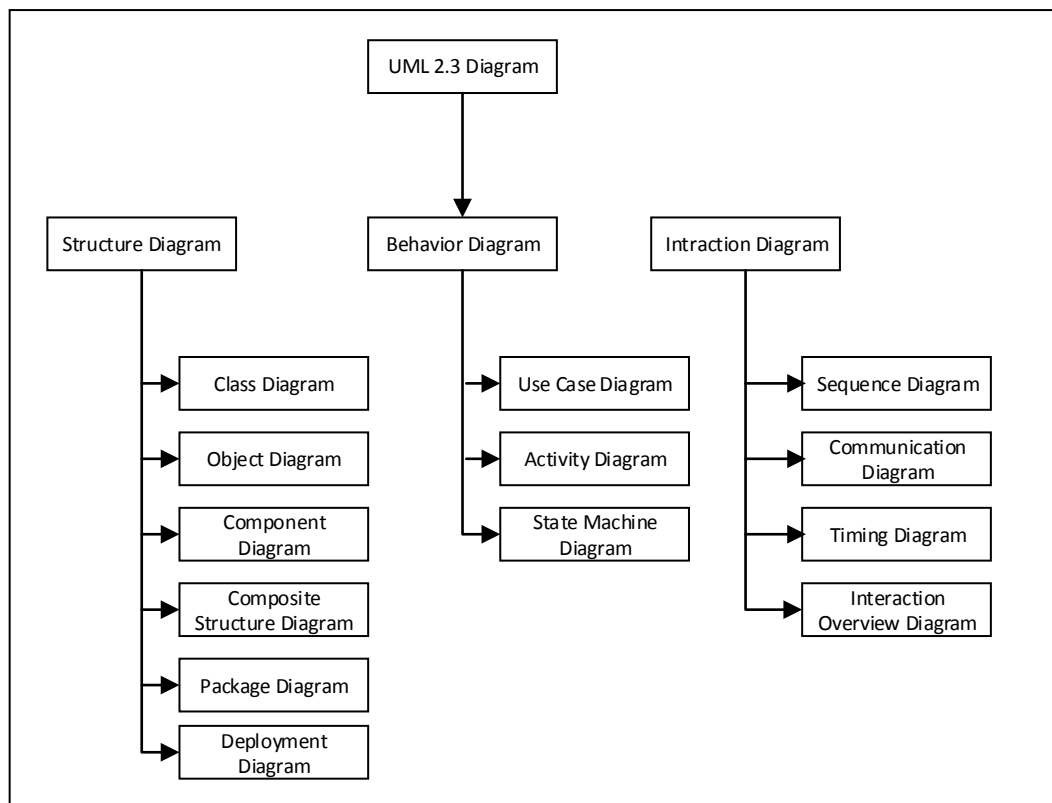 UML 2.3 Diagram
Structure Diagram
Behavior Diagram
Intraction Diagram
Class Diagram
Use Case Diagram
Sequence Diagram
Object Diagram
Activity Diagram
Communication
Diagram
Component
Diagram
State Machine
Diagram
Timing Diagram
Composite
Structure Diagram
Interaction
Overview Diagram
Package Diagram
Deployment
Diagram